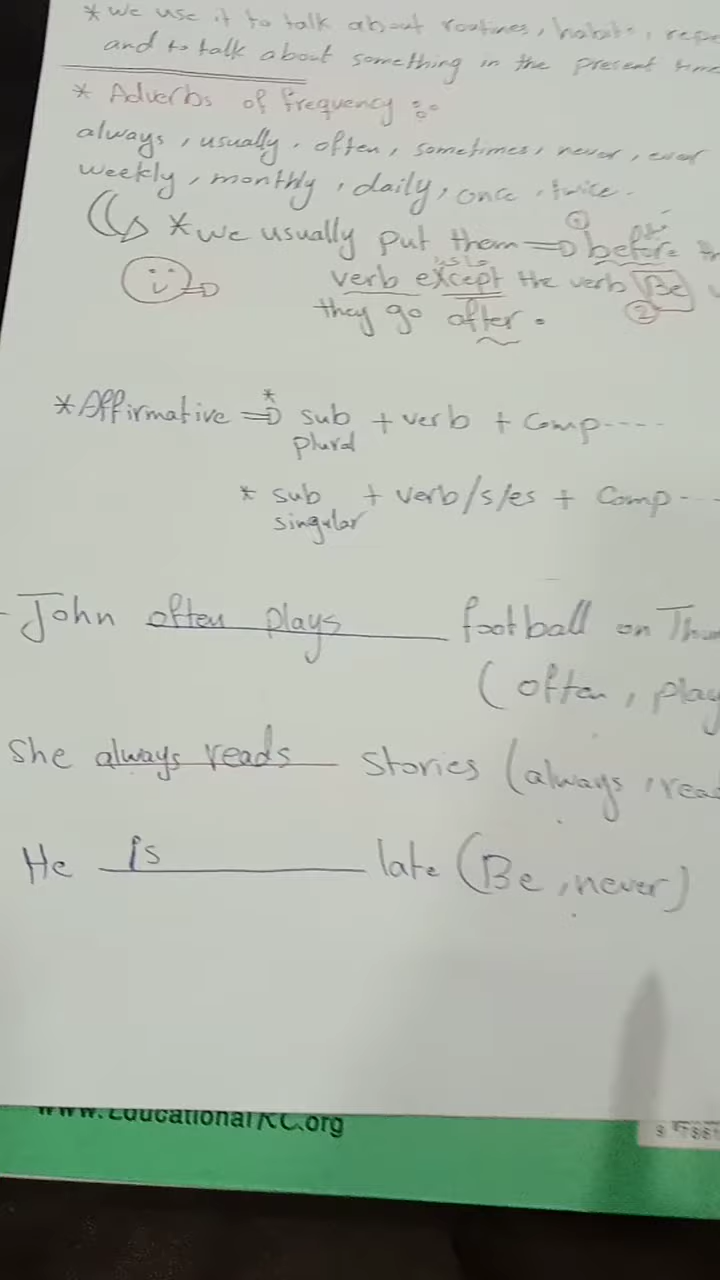 * We use it to talk about routines, habits,
and to talk about something in the present time
* Adverbs of frequency
always, usually, often, sometimes, never, ever
weekly, monthly, daily, once, twice.
* we usually put them ⇒ ① before the
verb except the verb Be
they go after. ②
* Affirmative ⇒ * sub + verb + Comp....
plural
* sub + verb/s/es + Comp...
singular
- John often plays football on
(often, play
She always reads stories (always,
He is late (Be, never)
www.EducationalRC.org